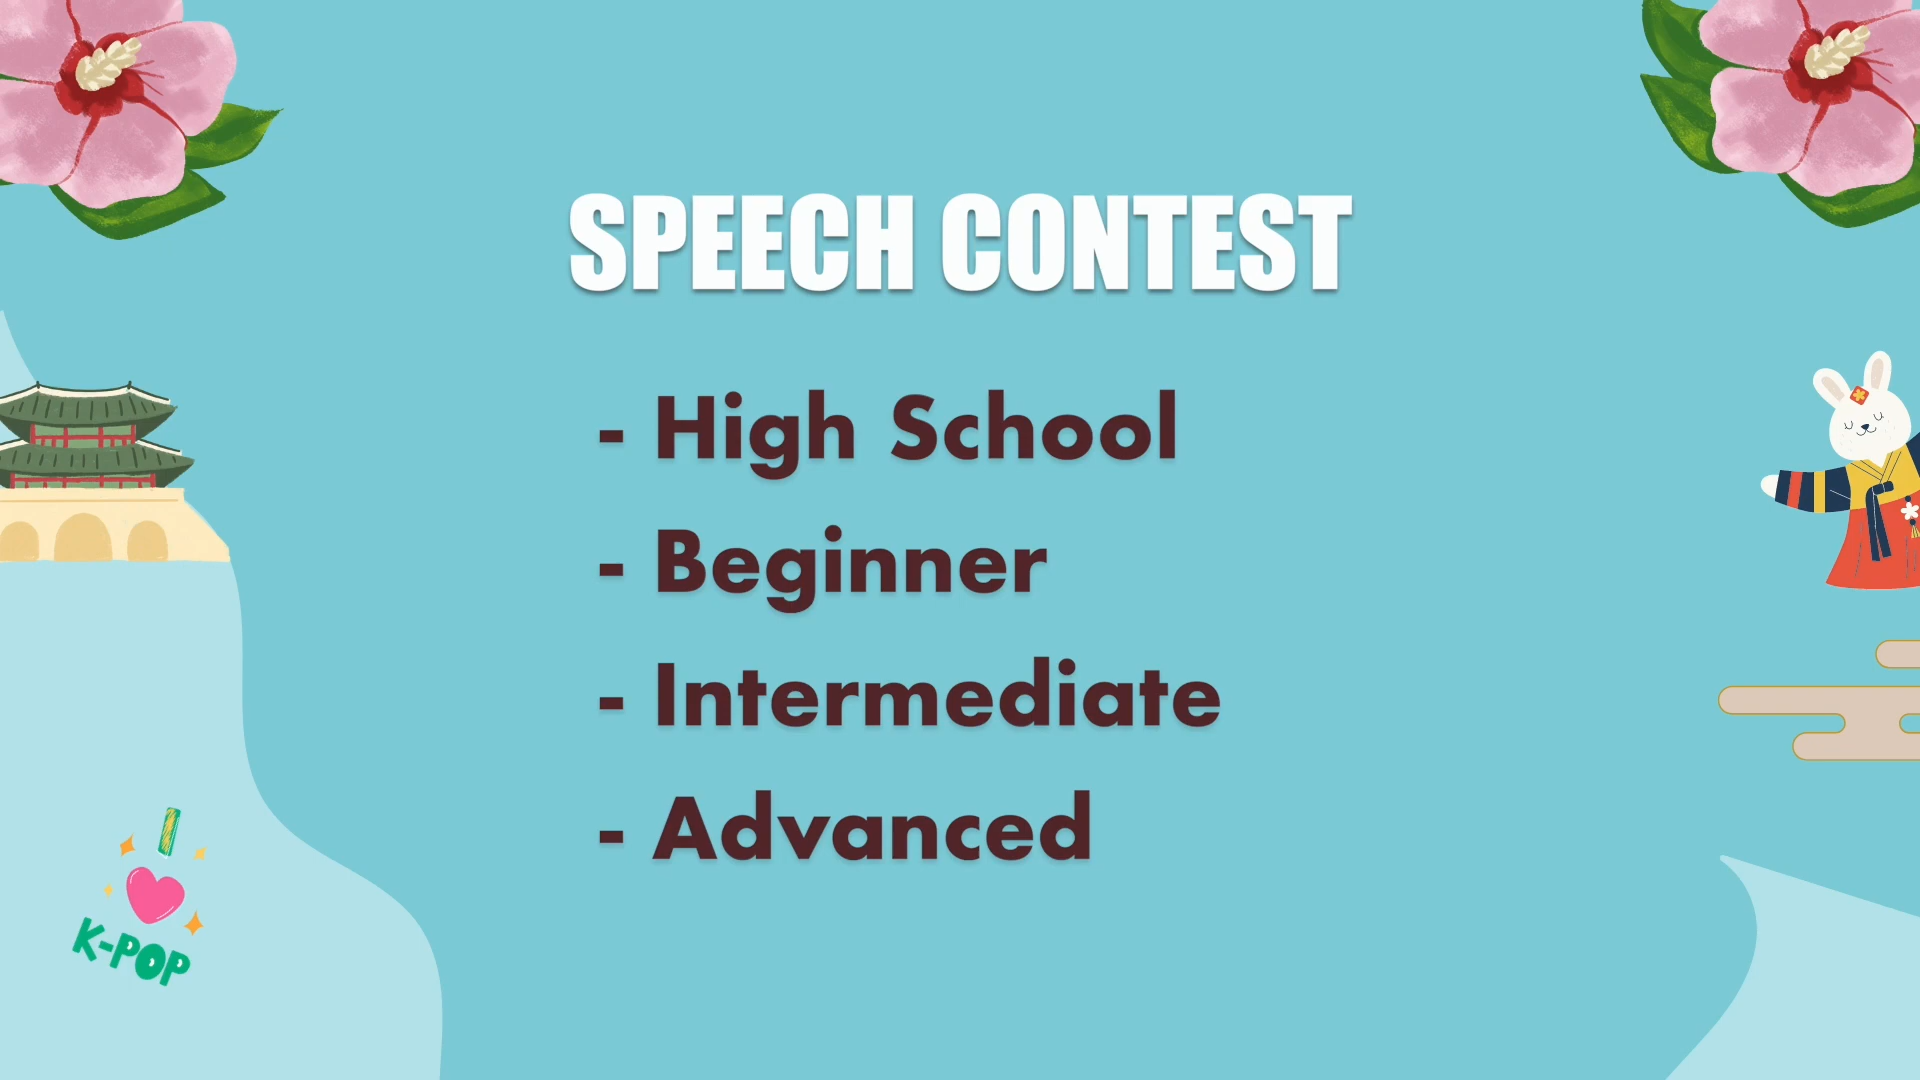 SPEECH CONTEST
- High School
- Beginner
- Intermediate
- Advanced
K-POP